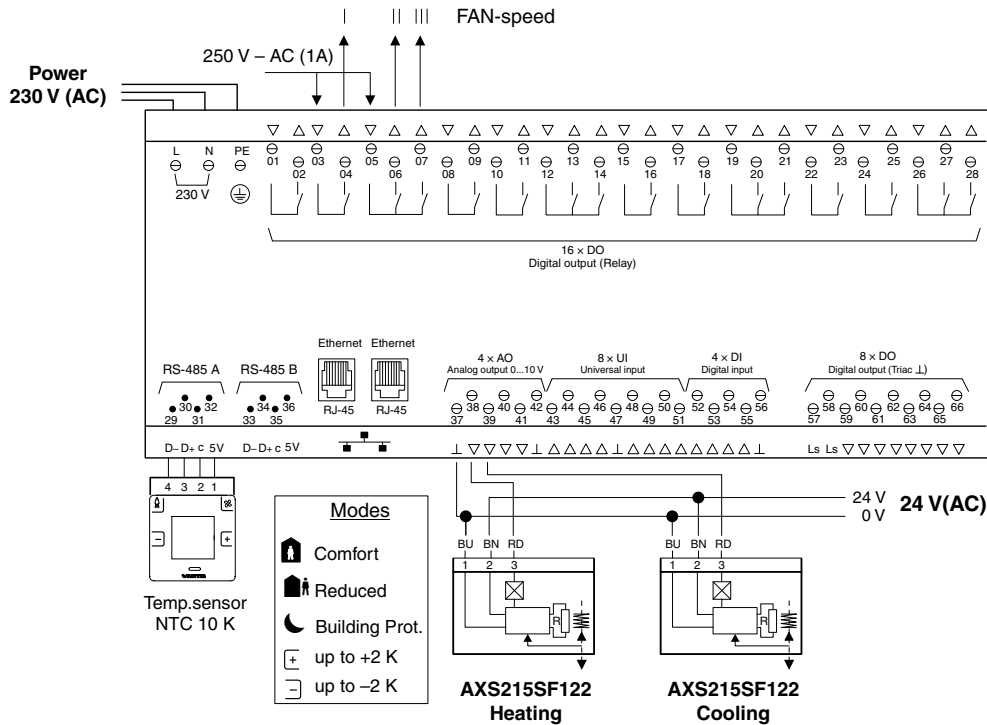 I II III FAN-speed
250 V – AC (1A)
Power
230 V (AC)
L N PE
230 V
01 03 05 07 09 11 13 15 17 19 21 23 25 27
02 04 06 08 10 12 14 16 18 20 22 24 26 28
16 × DO
Digital output (Relay)
RS-485 A
RS-485 B
Ethernet Ethernet
RJ-45 RJ-45
4 × AO
Analog output 0...10 V
8 × UI
Universal input
4 × DI
Digital input
8 × DO
Digital output (Triac ⊥)
30 32 34 36 38 40 42 44 46 48 50 52 54 56 58 60 62 64 66
29 31 33 35 37 39 41 43 45 47 49 51 53 55 57 59 61 63 65
D– D+ c 5V
D– D+ c 5V
Ls Ls
4 3 2 1
Temp.sensor
NTC 10 K
Modes
Comfort
Reduced
Building Prot.
+ up to +2 K
– up to –2 K
24 V
0 V
24 V(AC)
BU BN RD
1 2 3
R
AXS215SF122
Heating
BU BN RD
1 2 3
R
AXS215SF122
Cooling